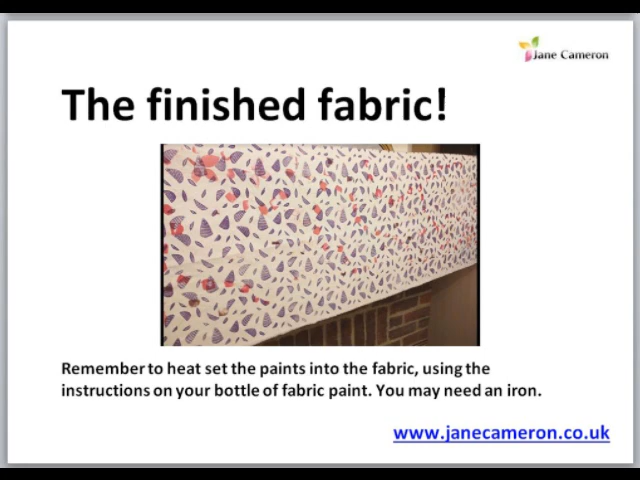 Jane Cameron
The finished fabric!
Remember to heat set the paints into the fabric, using the
instructions on your bottle of fabric paint. You may need an iron.
www.janecameron.co.uk